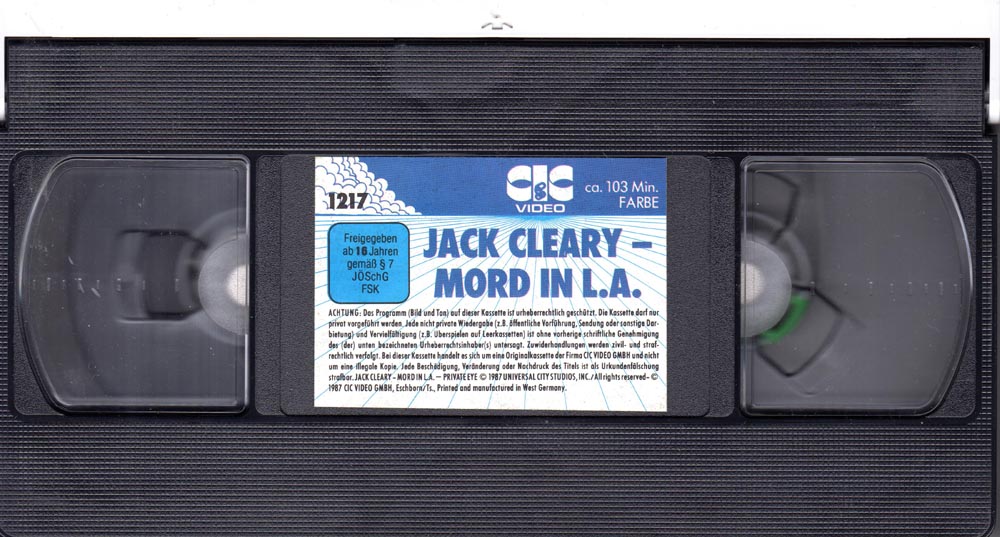 1217
CIC
&
VIDEO
ca. 103 Min.
FARBE
Freigegeben
ab 16 Jahren
gemäß § 7
JÖSchG
FSK
JACK CLEARY –
MORD IN L.A.
ACHTUNG: Das Programm (Bild und Ton) auf dieser Kassette ist urheberrechtlich geschützt. Die Kassette darf nur
privat vorgeführt werden. Jede nicht private Wiedergabe (z.B. öffentliche Vorführung, Sendung oder sonstige Dar-
bietung) und Vervielfältigung (z.B. Überspielen auf Leerkassetten) ist ohne vorherige schriftliche Genehmigung
des (der) unten bezeichneten Urheberrechtsinhaber(s) untersagt. Zuwiderhandlungen werden zivil- und straf-
rechtlich verfolgt. Bei dieser Kassette handelt es sich um eine Originalkassette der Firma CIC VIDEO GMBH und nicht
um eine illegale Kopie. Jede Beschädigung, Veränderung oder Nachdruck des Titels ist als Urkundenfälschung
strafbar. JACK CLEARY – MORD IN L.A. – PRIVATE EYE © 1987 UNIVERSAL CITY STUDIOS, INC./All rights reserved– ©
1987 CIC VIDEO GMBH, Eschborn/Ts., Printed and manufactured in West Germany.